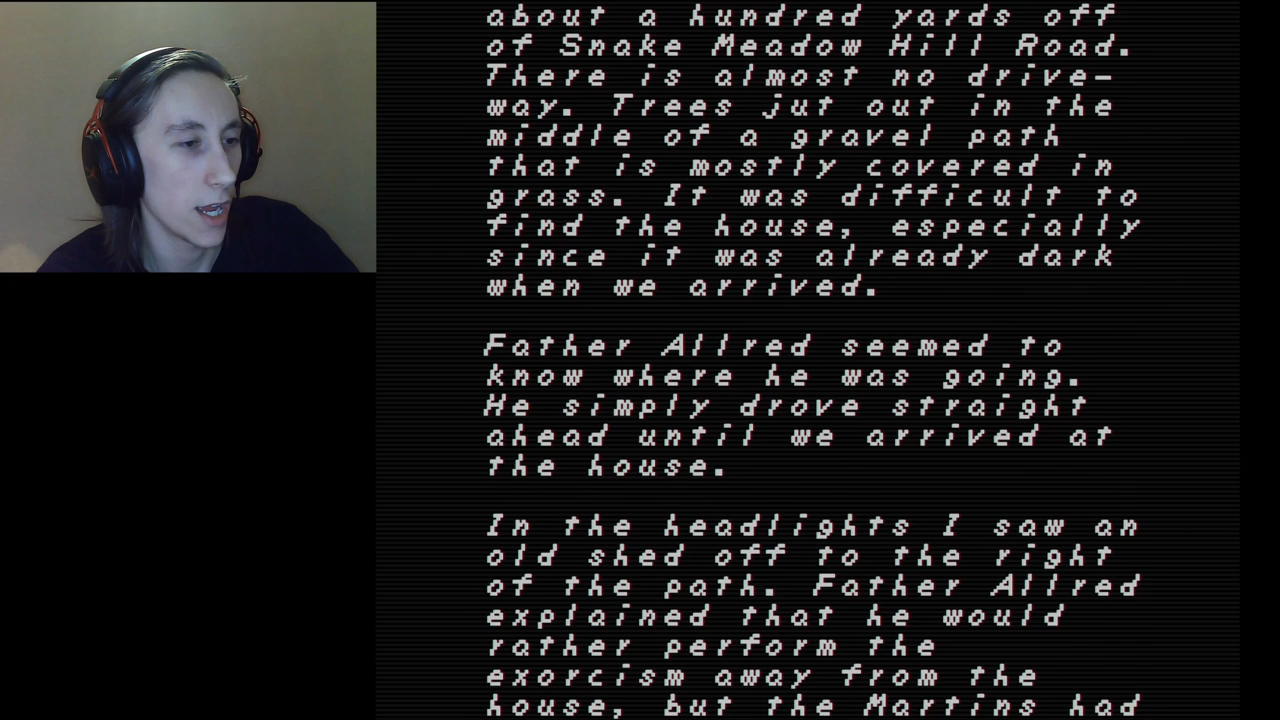 about a hundred yards off
of Snake Meadow Hill Road.
There is almost no drive-
way. Trees jut out in the
middle of a gravel path
that is mostly covered in
grass. It was difficult to
find the house, especially
since it was already dark
when we arrived.
Father Allred seemed to
know where he was going.
He simply drove straight
ahead until we arrived at
the house.
In the headlights I saw an
old shed off to the right
of the path. Father Allred
explained that he would
rather perform the
exorcism away from the
house, but the Martins had